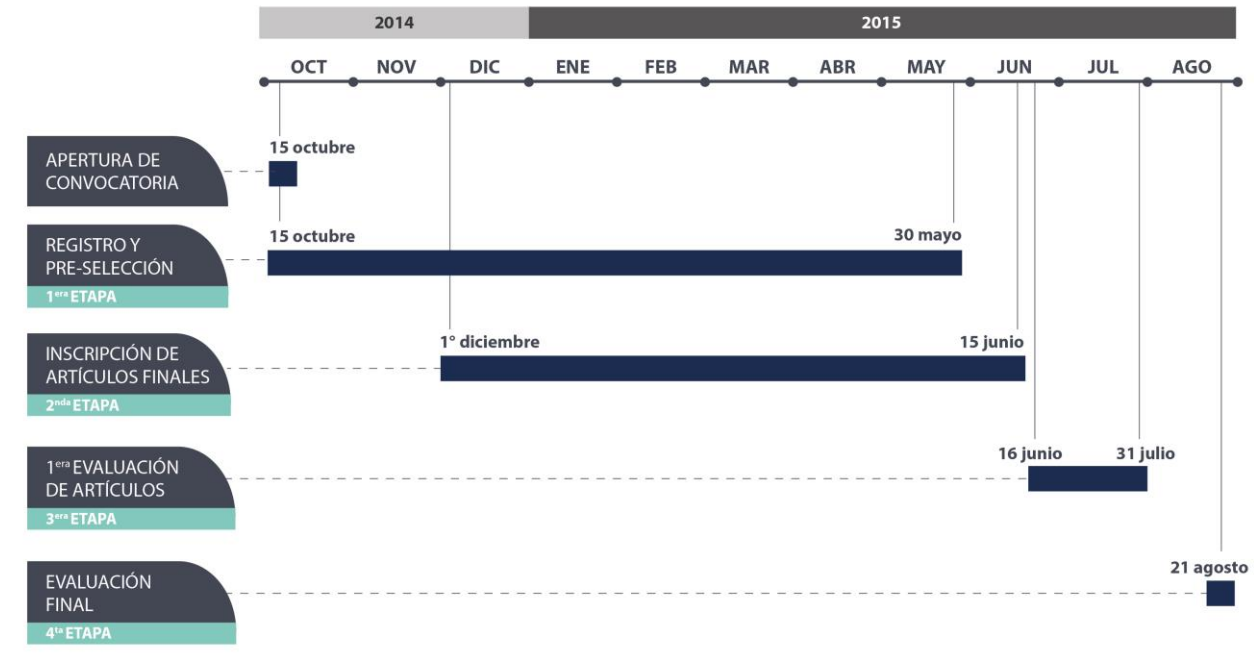 2014 2015
OCT NOV DIC ENE FEB MAR ABR MAY JUN JUL AGO
APERTURA DE
CONVOCATORIA
15 octubre
REGISTRO Y
PRE-SELECCIÓN
1era ETAPA
15 octubre 30 mayo
INSCRIPCIÓN DE
ARTÍCULOS FINALES
2nda ETAPA
1° diciembre 15 junio
1era EVALUACIÓN
DE ARTÍCULOS
3era ETAPA
16 junio 31 julio
EVALUACIÓN
FINAL
4ta ETAPA
21 agosto